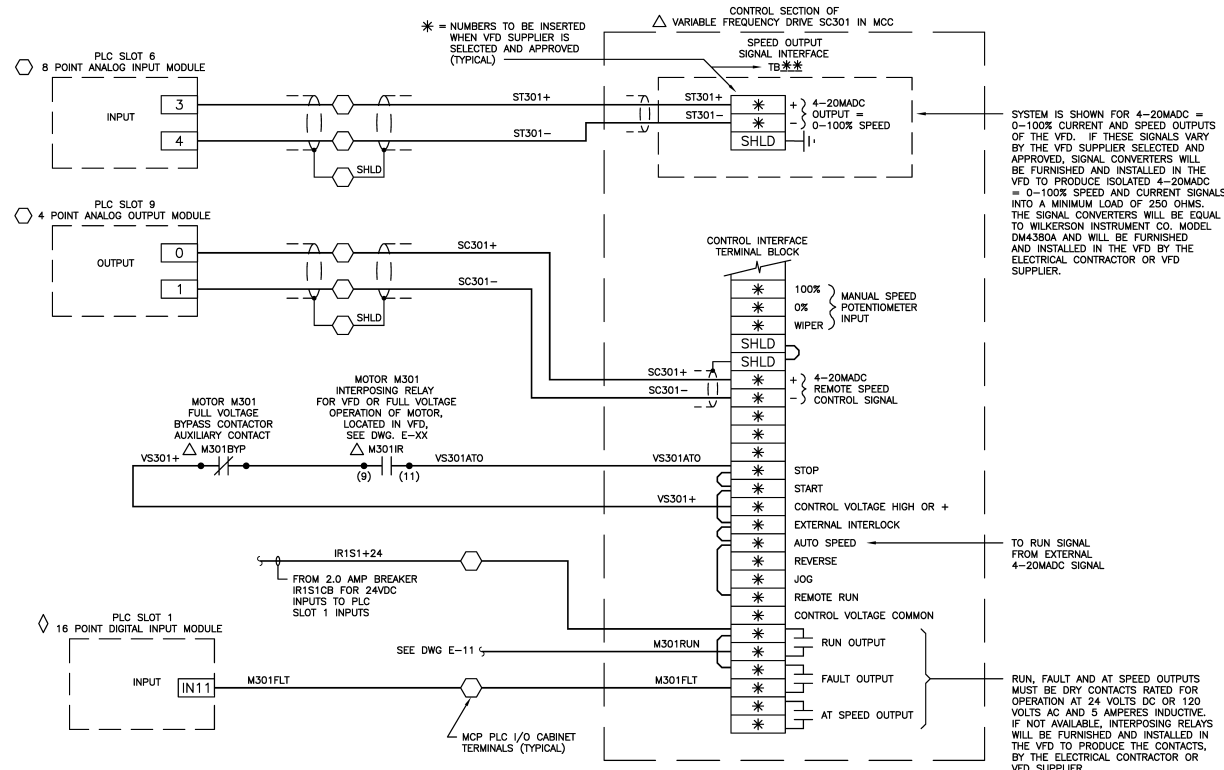 CONTROL SECTION OF
VARIABLE FREQUENCY DRIVE SC301 IN MCC
* = NUMBERS TO BE INSERTED
WHEN VFD SUPPLIER IS
SELECTED AND APPROVED
(TYPICAL)
SPEED OUTPUT
SIGNAL INTERFACE
TB**
PLC SLOT 6
8 POINT ANALOG INPUT MODULE
INPUT
3
4
SHLD
ST301+
ST301-
ST301+
ST301-
*
*
SHLD
+
-
4-20MADC
OUTPUT =
0-100% SPEED
SYSTEM IS SHOWN FOR 4-20MADC =
0-100% CURRENT AND SPEED OUTPUTS
OF THE VFD. IF THESE SIGNALS VARY
BY THE VFD SUPPLIER SELECTED AND
APPROVED, SIGNAL CONVERTERS WILL
BE FURNISHED AND INSTALLED IN THE
VFD TO PRODUCE ISOLATED 4-20MADC
= 0-100% SPEED AND CURRENT SIGNALS
INTO A MINIMUM LOAD OF 250 OHMS.
THE SIGNAL CONVERTERS WILL BE EQUAL
TO WILKERSON INSTRUMENT CO. MODEL
DM4380A AND WILL BE FURNISHED
AND INSTALLED IN THE VFD BY THE
ELECTRICAL CONTRACTOR OR VFD
SUPPLIER.
PLC SLOT 9
4 POINT ANALOG OUTPUT MODULE
OUTPUT
0
1
SHLD
SC301+
SC301-
CONTROL INTERFACE
TERMINAL BLOCK
* 100%
* 0%
* WIPER
MANUAL SPEED
POTENTIOMETER
INPUT
SHLD
SHLD
SC301+ * +
SC301- * -
4-20MADC
REMOTE SPEED
CONTROL SIGNAL
*
*
*
MOTOR M301
FULL VOLTAGE
BYPASS CONTACTOR
AUXILIARY CONTACT
M301BYP
MOTOR M301
INTERPOSING RELAY
FOR VFD OR FULL VOLTAGE
OPERATION OF MOTOR,
LOCATED IN VFD,
SEE DWG. E-XX
M301IR
VS301+
(9)
(11)
VS301ATO
VS301ATO
* STOP
* START
VS301+
* CONTROL VOLTAGE HIGH OR +
* EXTERNAL INTERLOCK
* AUTO SPEED
* REVERSE
* JOG
* REMOTE RUN
* CONTROL VOLTAGE COMMON
TO RUN SIGNAL
FROM EXTERNAL
4-20MADC SIGNAL
IR1S1+24
FROM 2.0 AMP BREAKER
IR1S1CB FOR 24VDC
INPUTS TO PLC
SLOT 1 INPUTS
PLC SLOT 1
16 POINT DIGITAL INPUT MODULE
INPUT
IN11
M301FLT
SEE DWG E-11
M301RUN
M301FLT
*
*
RUN OUTPUT
*
*
FAULT OUTPUT
*
*
AT SPEED OUTPUT
MCP PLC I/O CABINET
TERMINALS (TYPICAL)
RUN, FAULT AND AT SPEED OUTPUTS
MUST BE DRY CONTACTS RATED FOR
OPERATION AT 24 VOLTS DC OR 120
VOLTS AC AND 5 AMPERES INDUCTIVE.
IF NOT AVAILABLE, INTERPOSING RELAYS
WILL BE FURNISHED AND INSTALLED IN
THE VFD TO PRODUCE THE CONTACTS,
BY THE ELECTRICAL CONTRACTOR OR
VFD SUPPLIER